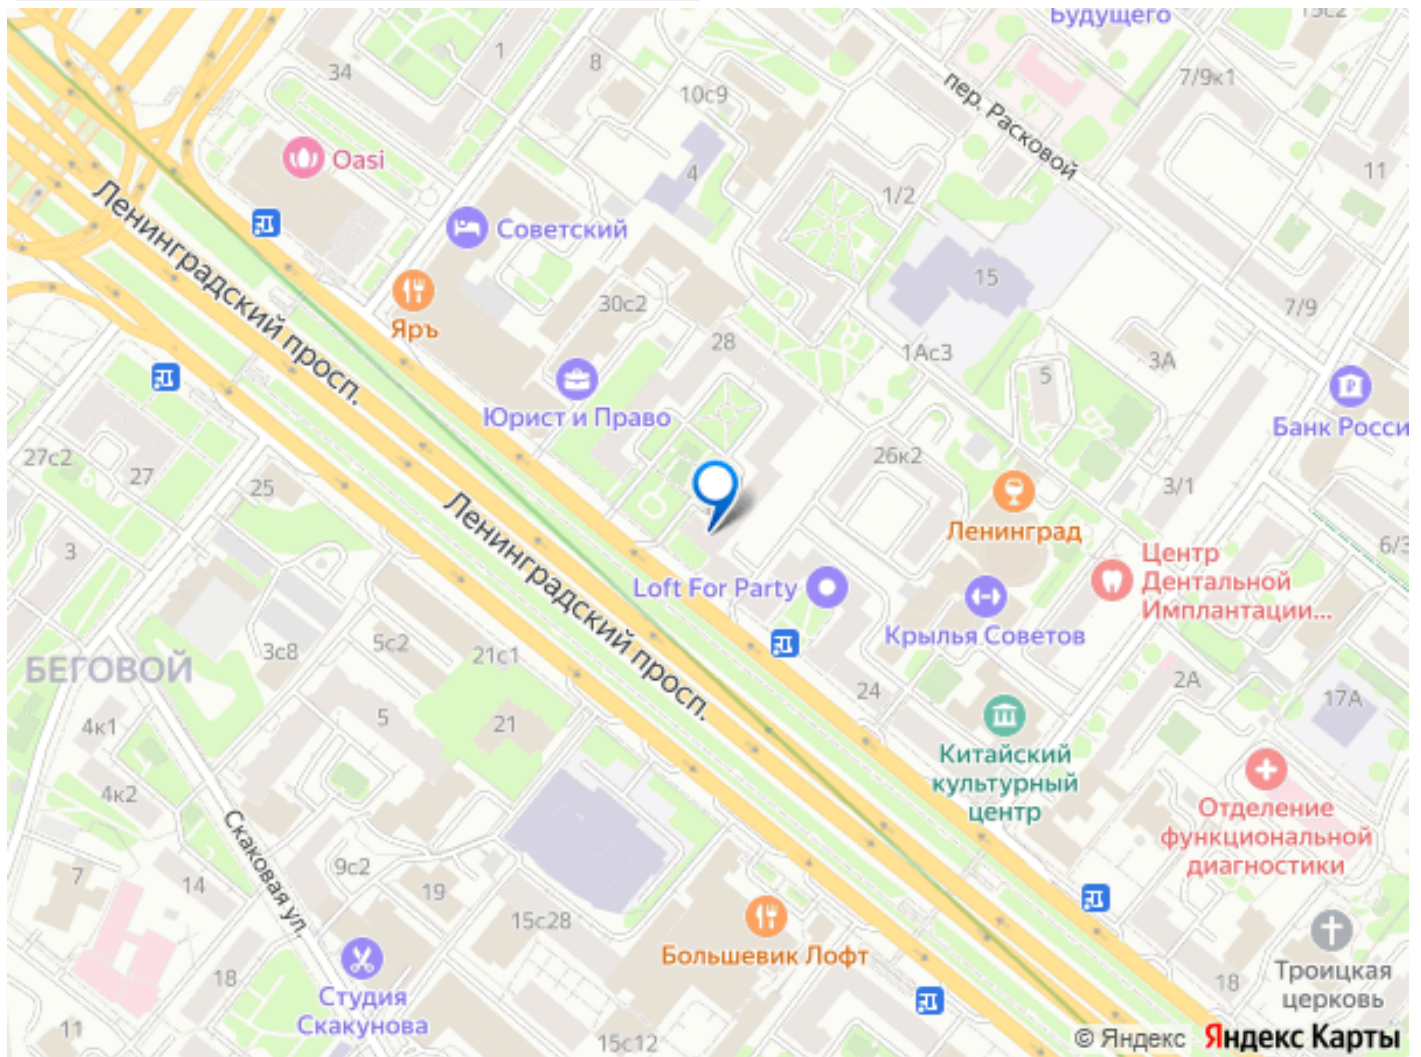 Будущего
15с2
1
8
34
10с9
7/9к1
пер. Расковой
Oasi
4
11
1/2
Ленинградский просп.
Советский
15
30с2
7/9
Яръ
28
1Ас3
3А
5
Юрист и Право
Банк Росси
27с2
27
25
26к2
3/1
Ленинградский просп.
Ленинград
3
6/3
Центр
Дентальной
Имплантации...
Loft For Party
Крылья Советов
БЕГОВОЙ
3с8
5с2
21с1
24
2А
17А
4к1
5
21
Китайский
культурный
центр
4к2
Скаковая ул.
Отделение
функциональной
диагностики
7
14
9с2
19
15с28
Большевик Лофт
18
Троицкая
церковь
18
Студия
Скакунова
11
15с12
© Яндекс Яндекс Карты